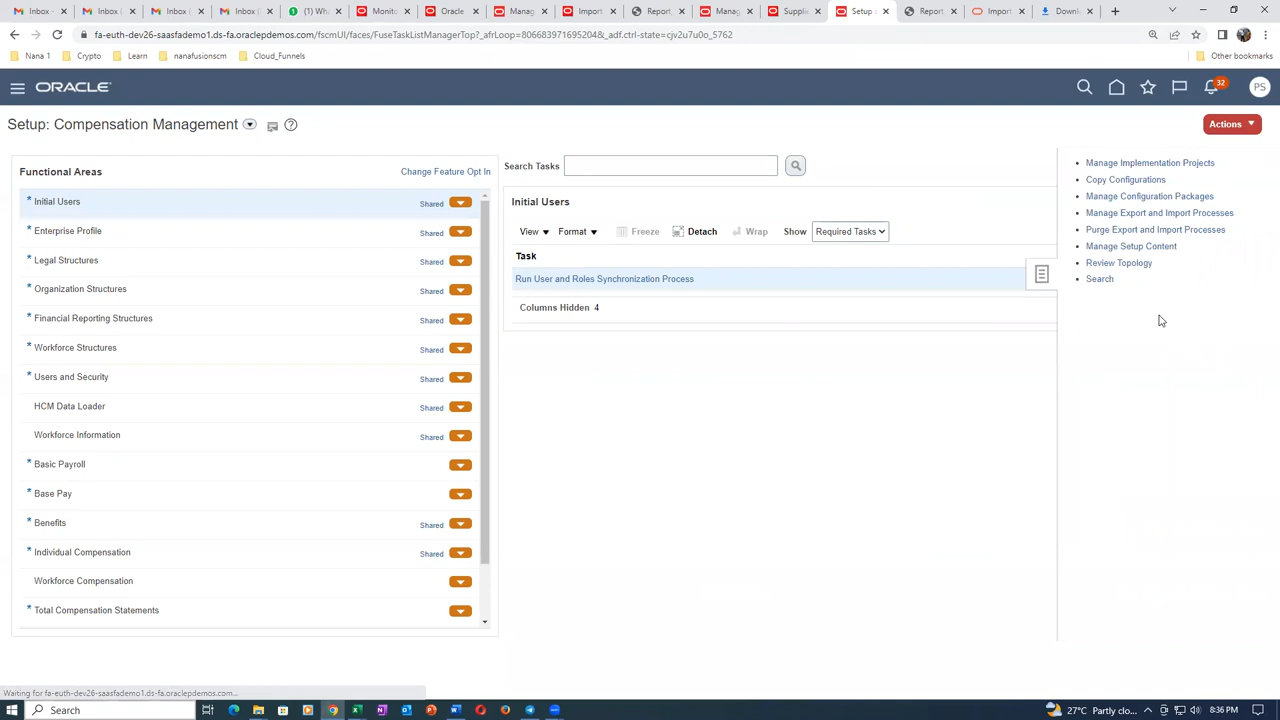 Inbox
Inbox (
Inbox (
Inbox (
(1) Wh
Monito
Oracle
Manag
Import
Report,
Manag
Supplie
Setup
Report
Import
Downl
fa-euth-dev26-saasfademo1.ds-fa.oraclepdemos.com/fscmUI/faces/FuseTaskListManagerTop?_afrLoop=8066839716952048&_adf.ctrl-state=cjv2u7u0o_5762
Nana 1
Crypto
Learn
nanafusionscm
Cloud_Funnels
Other bookmarks
ORACLE
32
PS
Setup: Compensation Management
Actions
Functional Areas
Change Feature Opt In
* Initial Users Shared
* Enterprise Profile Shared
* Legal Structures Shared
* Organization Structures Shared
* Financial Reporting Structures Shared
* Workforce Structures Shared
* Users and Security Shared
HCM Data Loader Shared
Workforce Information Shared
* Basic Payroll
* Base Pay
* Benefits Shared
* Individual Compensation Shared
Workforce Compensation
* Total Compensation Statements
Search Tasks
Initial Users
View Format Freeze Detach Wrap Show Required Tasks
Task
Run User and Roles Synchronization Process
Columns Hidden 4
Manage Implementation Projects
Copy Configurations
Manage Configuration Packages
Manage Export and Import Processes
Purge Export and Import Processes
Manage Setup Content
Review Topology
Search
Waiting for fa-euth-dev26-saasfademo1.ds-fa.oraclepdemos.com...
Search
27°C Partly clo...
8:36 PM